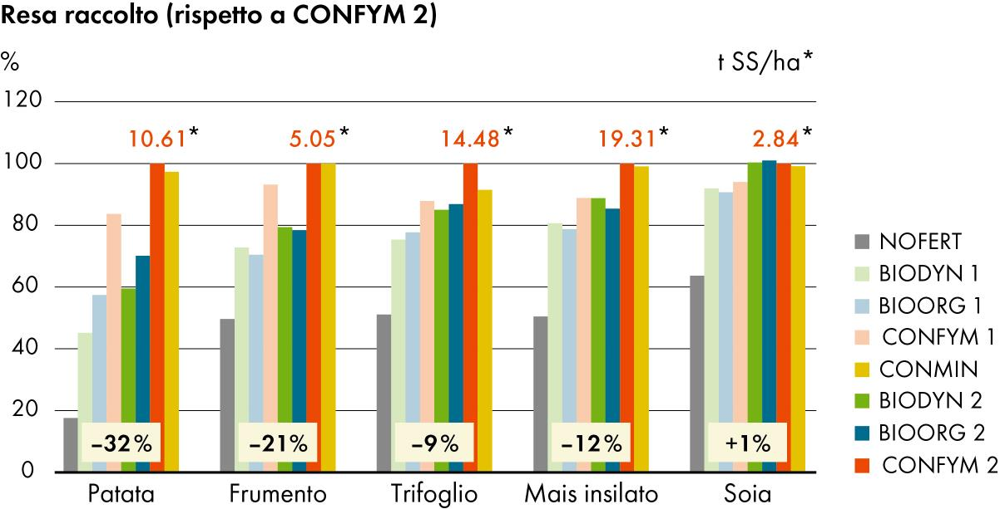 Resa raccolto (rispetto a CONFYM 2)
% t SS/ha*
120
10.61* 5.05* 14.48* 19.31* 2.84*
100
80
60
40
20
0
–32% –21% –9% –12% +1%
Patata Frumento Trifoglio Mais insilato Soia
NOFERT
BIODYN 1
BIOORG 1
CONFYM 1
CONMIN
BIODYN 2
BIOORG 2
CONFYM 2